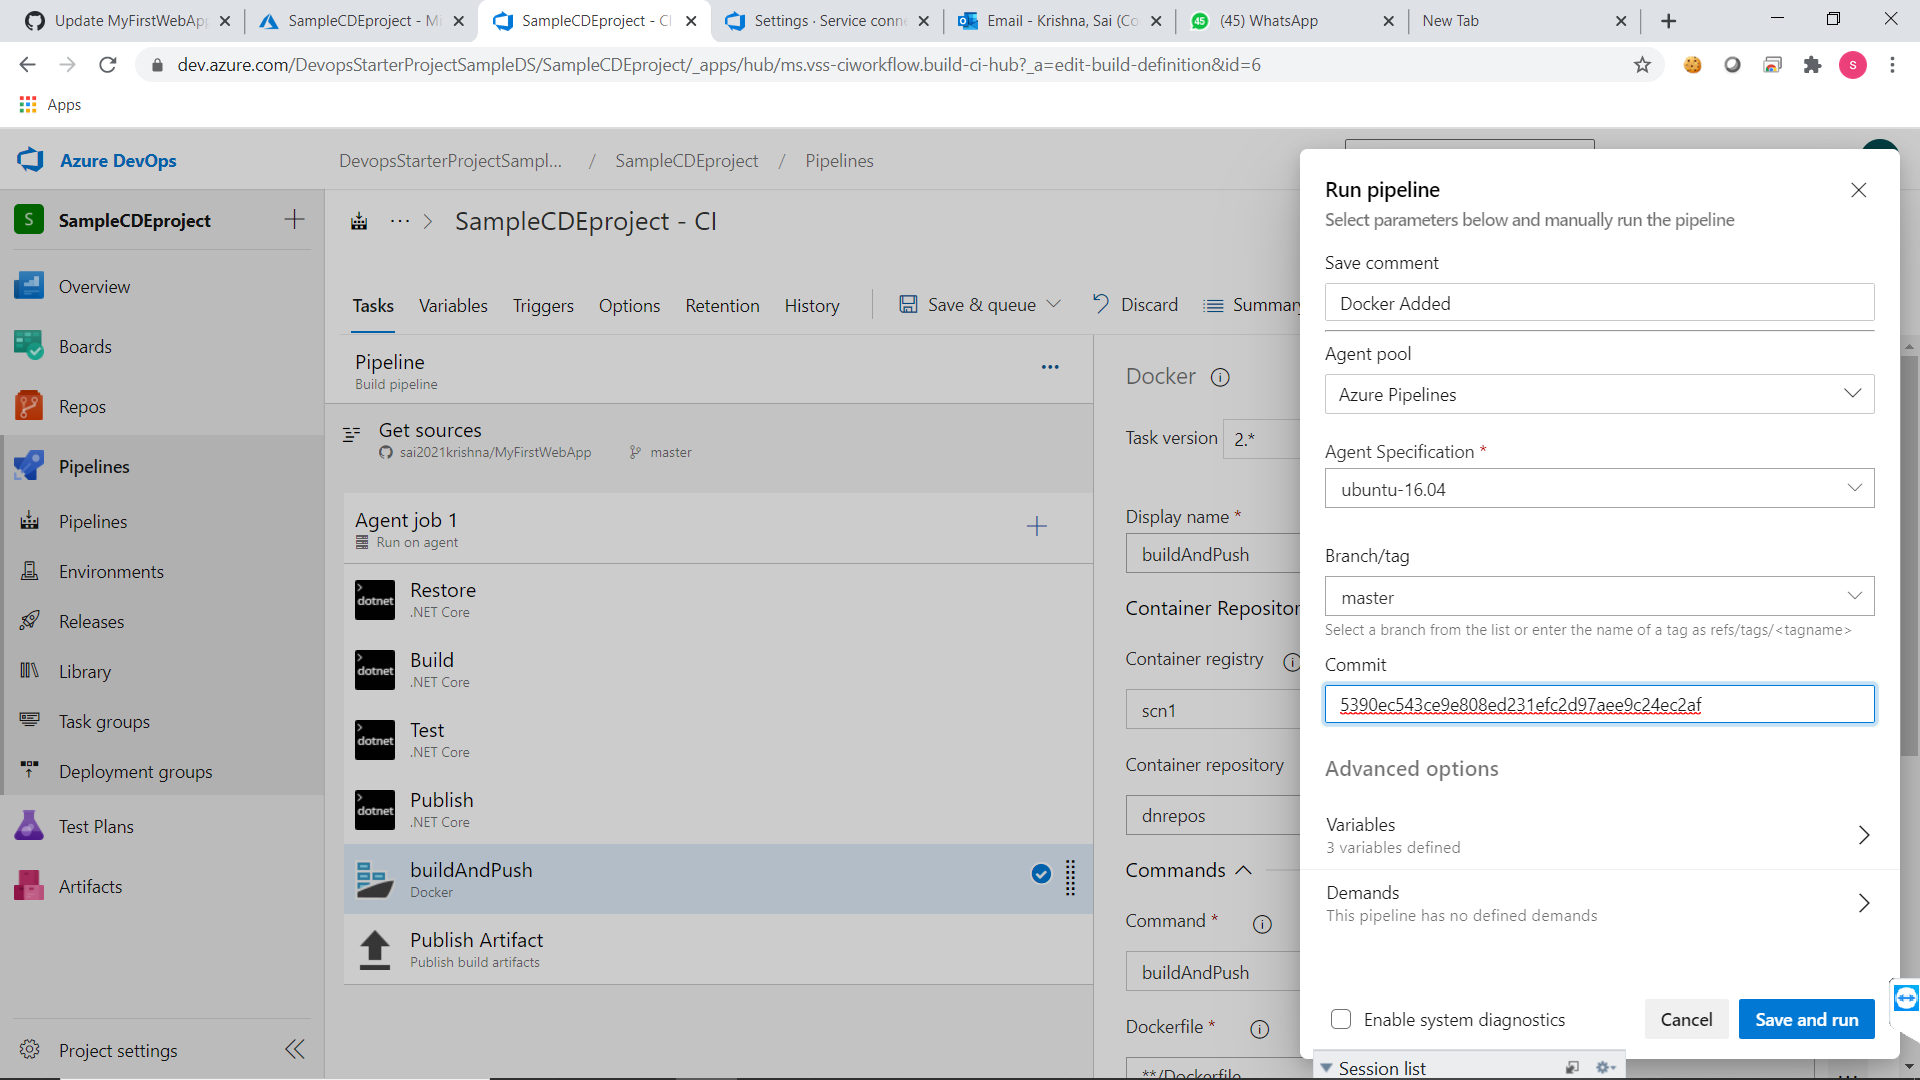 Update MyFirstWebAp
SampleCDEproject - Mi
SampleCDEproject - CI
Settings · Service conn
Email - Krishna, Sai (Co
45
(45) WhatsApp
New Tab
dev.azure.com/DevopsStarterProjectSampleDS/SampleCDEproject/_apps/hub/ms.vss-ciworkflow.build-ci-hub?_a=edit-build-definition&id=6
S
Apps
Azure DevOps
DevopsStarterProjectSampl... / SampleCDEproject / Pipelines
S
SampleCDEproject
Overview
Boards
Repos
Pipelines
Pipelines
Environments
Releases
Library
Task groups
Deployment groups
Test Plans
Artifacts
Project settings
... > SampleCDEproject - CI
Tasks
Variables
Triggers
Options
Retention
History
Save & queue
Discard
Summary
Pipeline
Build pipeline
Get sources
sai2021krishna/MyFirstWebApp
master
Agent job 1
Run on agent
dotnet
Restore
.NET Core
dotnet
Build
.NET Core
dotnet
Test
.NET Core
dotnet
Publish
.NET Core
buildAndPush
Docker
Publish Artifact
Publish build artifacts
Docker
Task version
2.*
Display name *
buildAndPush
Container Repositor
Container registry
scn1
Container repository
dnrepos
Commands
Command *
buildAndPush
Dockerfile *
**/Dockerfile
Run pipeline
Select parameters below and manually run the pipeline
Save comment
Docker Added
Agent pool
Azure Pipelines
Agent Specification *
ubuntu-16.04
Branch/tag
master
Select a branch from the list or enter the name of a tag as refs/tags/<tagname>
Commit
5390ec543ce9e808ed231efc2d97aee9c24ec2af
Advanced options
Variables
3 variables defined
Demands
This pipeline has no defined demands
Enable system diagnostics
Cancel
Save and run
Session list